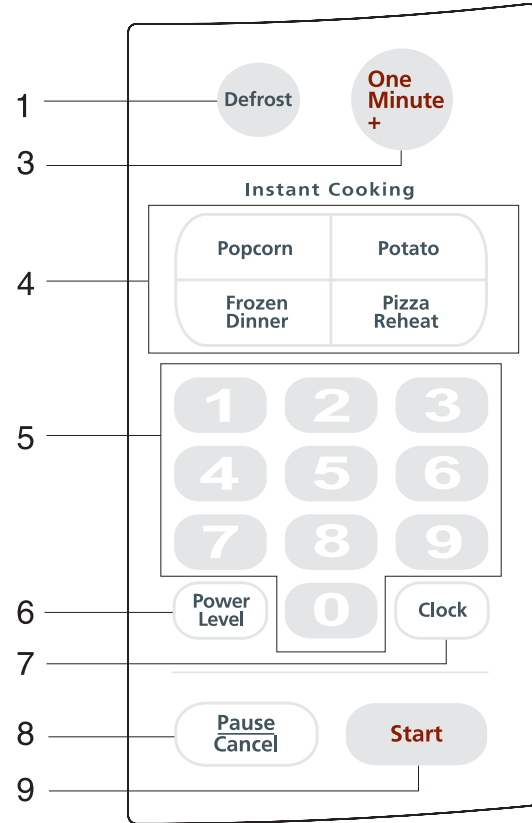 1
Defrost
One
Minute
+
3
Instant Cooking
4
Popcorn
Potato
Frozen
Dinner
Pizza
Reheat
5
1 2 3
4 5 6
7 8 9
6
Power
Level
0
Clock
7
8
Pause
Cancel
Start
9